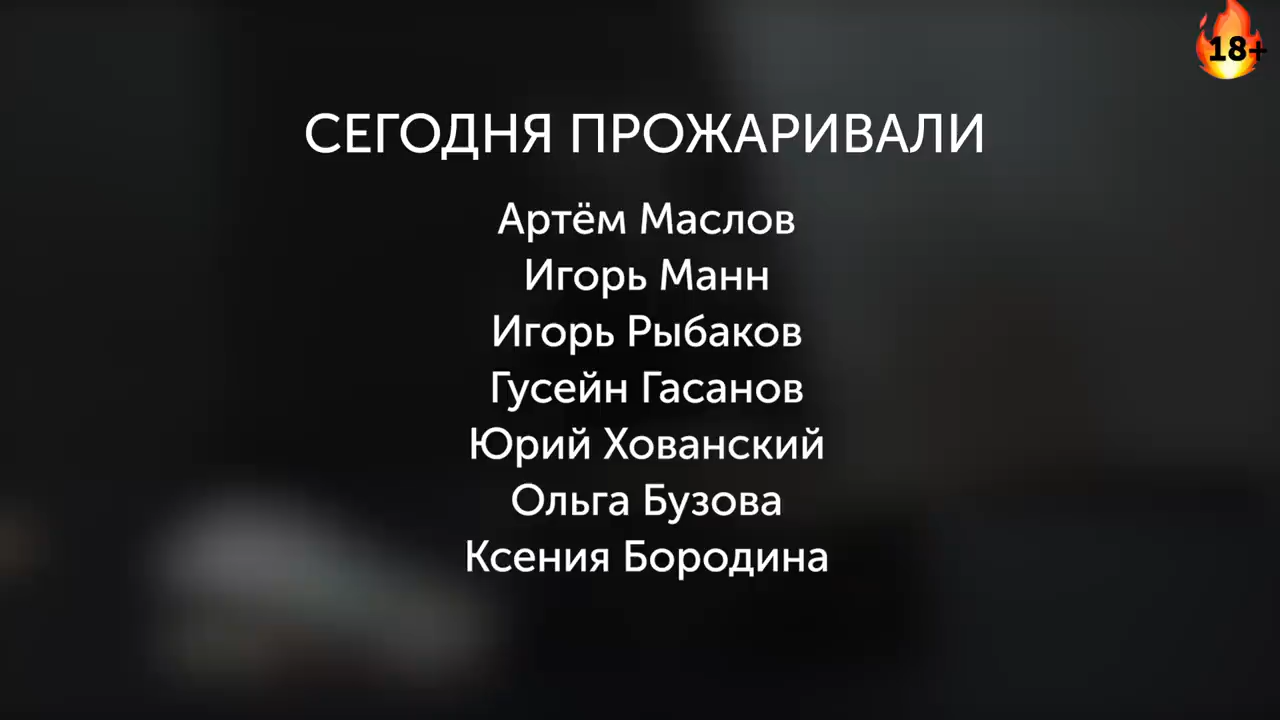 18+
СЕГОДНЯ ПРОЖАРИВАЛИ
Артём Маслов
Игорь Манн
Игорь Рыбаков
Гусейн Гасанов
Юрий Хованский
Ольга Бузова
Ксения Бородина